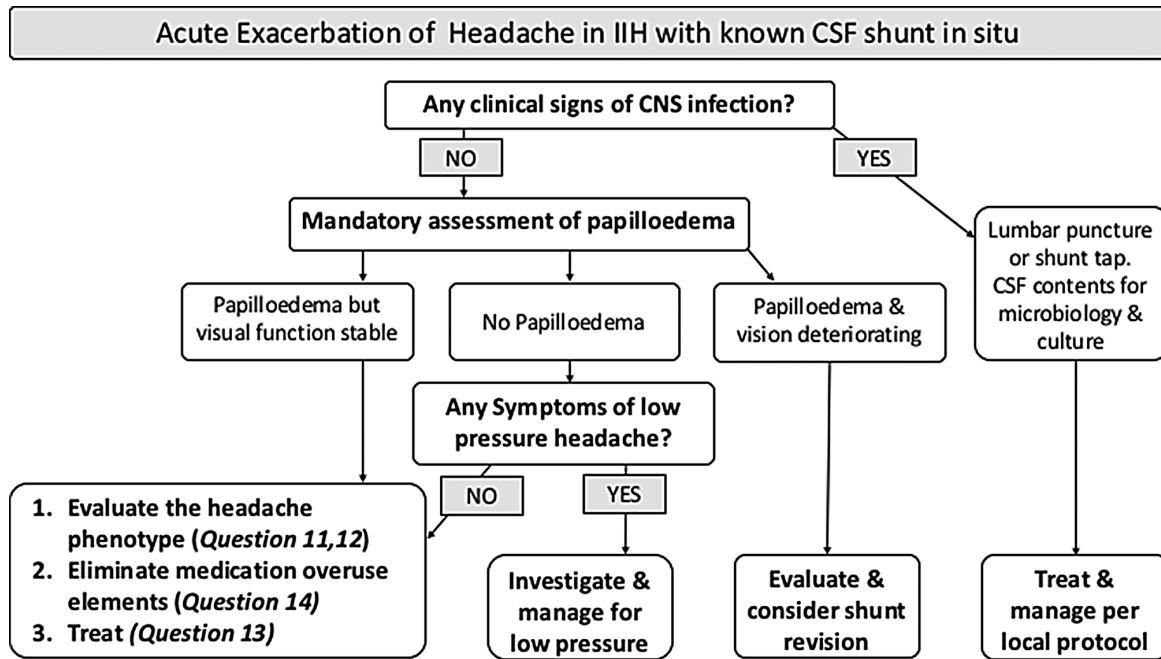 Acute Exacerbation of Headache in IIH with known CSF shunt in situ
Any clinical signs of CNS infection?
NO
YES
Mandatory assessment of papilloedema
Lumbar puncture
or shunt tap.
CSF contents for
microbiology &
culture
Papilloedema but
visual function stable
No Papilloedema
Papilloedema &
vision deteriorating
Any Symptoms of low
pressure headache?
NO
YES
1. Evaluate the headache
phenotype (Question 11,12)
2. Eliminate medication overuse
elements (Question 14)
3. Treat (Question 13)
Investigate &
manage for
low pressure
Evaluate &
consider shunt
revision
Treat &
manage per
local protocol